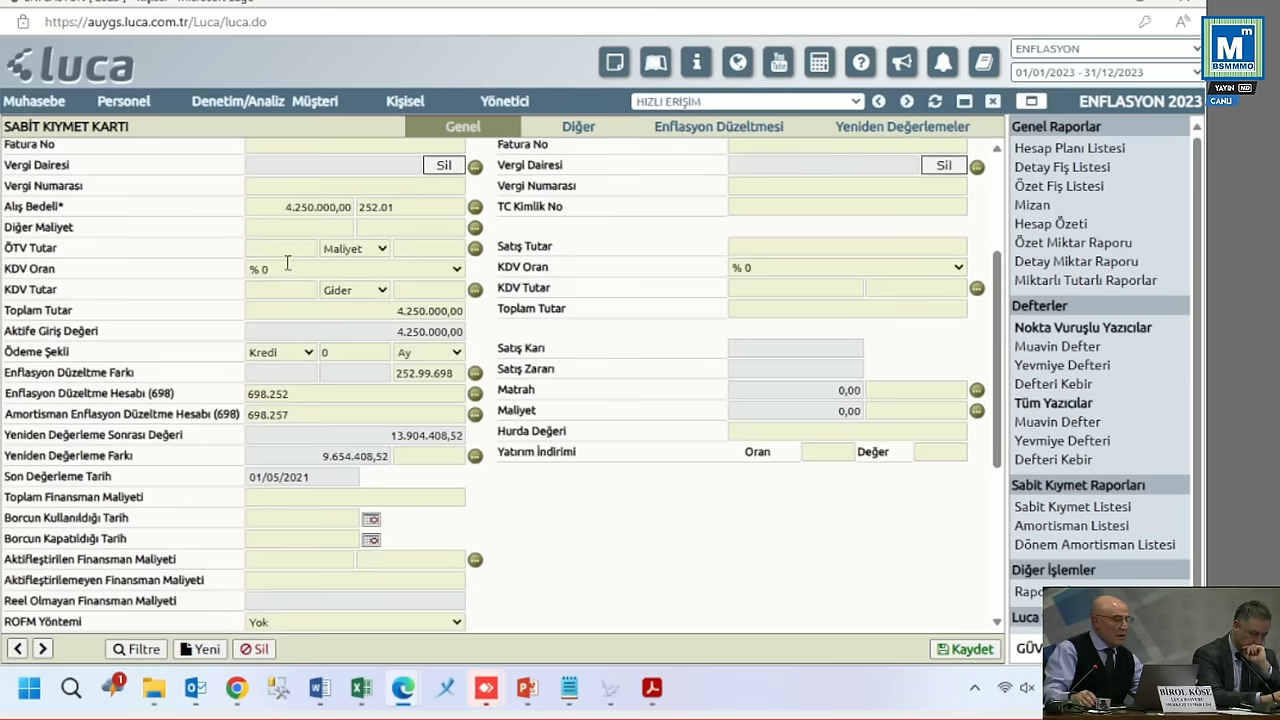 https://auygs.luca.com.tr/Luca/luca.do
luca
ENFLASYON
01/01/2023 - 31/12/2023
M m
BSMMMO
YAYIN HD
CANLI
Muhasebe Personel Denetim/Analiz Müşteri Kişisel Yönetici HIZLI ERİŞİM ENFLASYON 2023
SABİT KIYMET KARTI Genel Diğer Enflasyon Düzeltmesi Yeniden Değerlemeler
Fatura No
Vergi Dairesi Sil
Vergi Numarası
Alış Bedeli* 4.250.000,00 252.01
Diğer Maliyet
ÖTV Tutar Maliyet
KDV Oran % 0
KDV Tutar Gider
Toplam Tutar 4.250.000,00
Aktife Giriş Değeri 4.250.000,00
Ödeme Şekli Kredi 0 Ay
Enflasyon Düzeltme Farkı 252.99.698
Enflasyon Düzeltme Hesabı (698) 698.252
Amortisman Enflasyon Düzeltme Hesabı (698) 698.257
Yeniden Değerleme Sonrası Değeri 13.904.408,52
Yeniden Değerleme Farkı 9.654.408,52
Son Değerleme Tarih 01/05/2021
Toplam Finansman Maliyeti
Borcun Kullanıldığı Tarih
Borcun Kapatıldığı Tarih
Aktifleştirilen Finansman Maliyeti
Aktifleştirilemeyen Finansman Maliyeti
Reel Olmayan Finansman Maliyeti
ROFM Yöntemi Yok
Fatura No
Vergi Dairesi Sil
Vergi Numarası
TC Kimlik No
Satış Tutar
KDV Oran % 0
KDV Tutar
Toplam Tutar
Satış Karı
Satış Zararı
Matrah 0,00
Maliyet 0,00
Hurda Değeri
Yatırım İndirimi Oran Değer
Filtre Yeni Sil Kaydet
Genel Raporlar
Hesap Planı Listesi
Detay Fiş Listesi
Özet Fiş Listesi
Mizan
Hesap Özeti
Özet Miktar Raporu
Detay Miktar Raporu
Miktarlı Tutarlı Raporlar
Defterler
Nokta Vuruşlu Yazıcılar
Muavin Defter
Yevmiye Defteri
Defteri Kebir
Tüm Yazıcılar
Muavin Defter
Yevmiye Defteri
Defteri Kebir
Sabit Kıymet Raporları
Sabit Kıymet Listesi
Amortisman Listesi
Dönem Amortisman Listesi
Diğer İşlemler
Luca
BİROL KÖSE